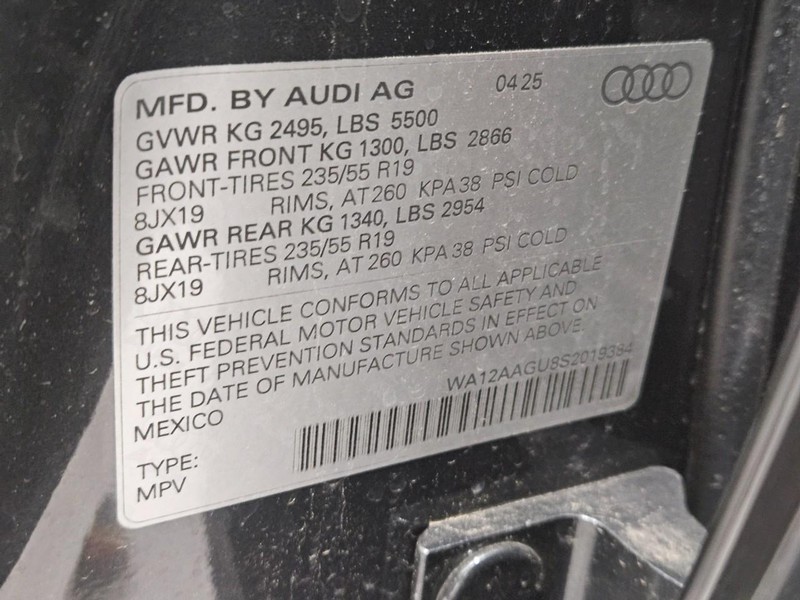 MFD. BY AUDI AG 04 25
GVWR KG 2495, LBS 5500
GAWR FRONT KG 1300, LBS 2866
FRONT-TIRES 235/55 R19
8JX19 RIMS, AT 260 KPA 38 PSI COLD
GAWR REAR KG 1340, LBS 2954
REAR-TIRES 235/55 R19
8JX19 RIMS, AT 260 KPA 38 PSI COLD
THIS VEHICLE CONFORMS TO ALL APPLICABLE
U.S. FEDERAL MOTOR VEHICLE SAFETY AND
THEFT PREVENTION STANDARDS IN EFFECT ON
THE DATE OF MANUFACTURE SHOWN ABOVE.
MEXICO WA12AAGU8S2019394
TYPE:
MPV